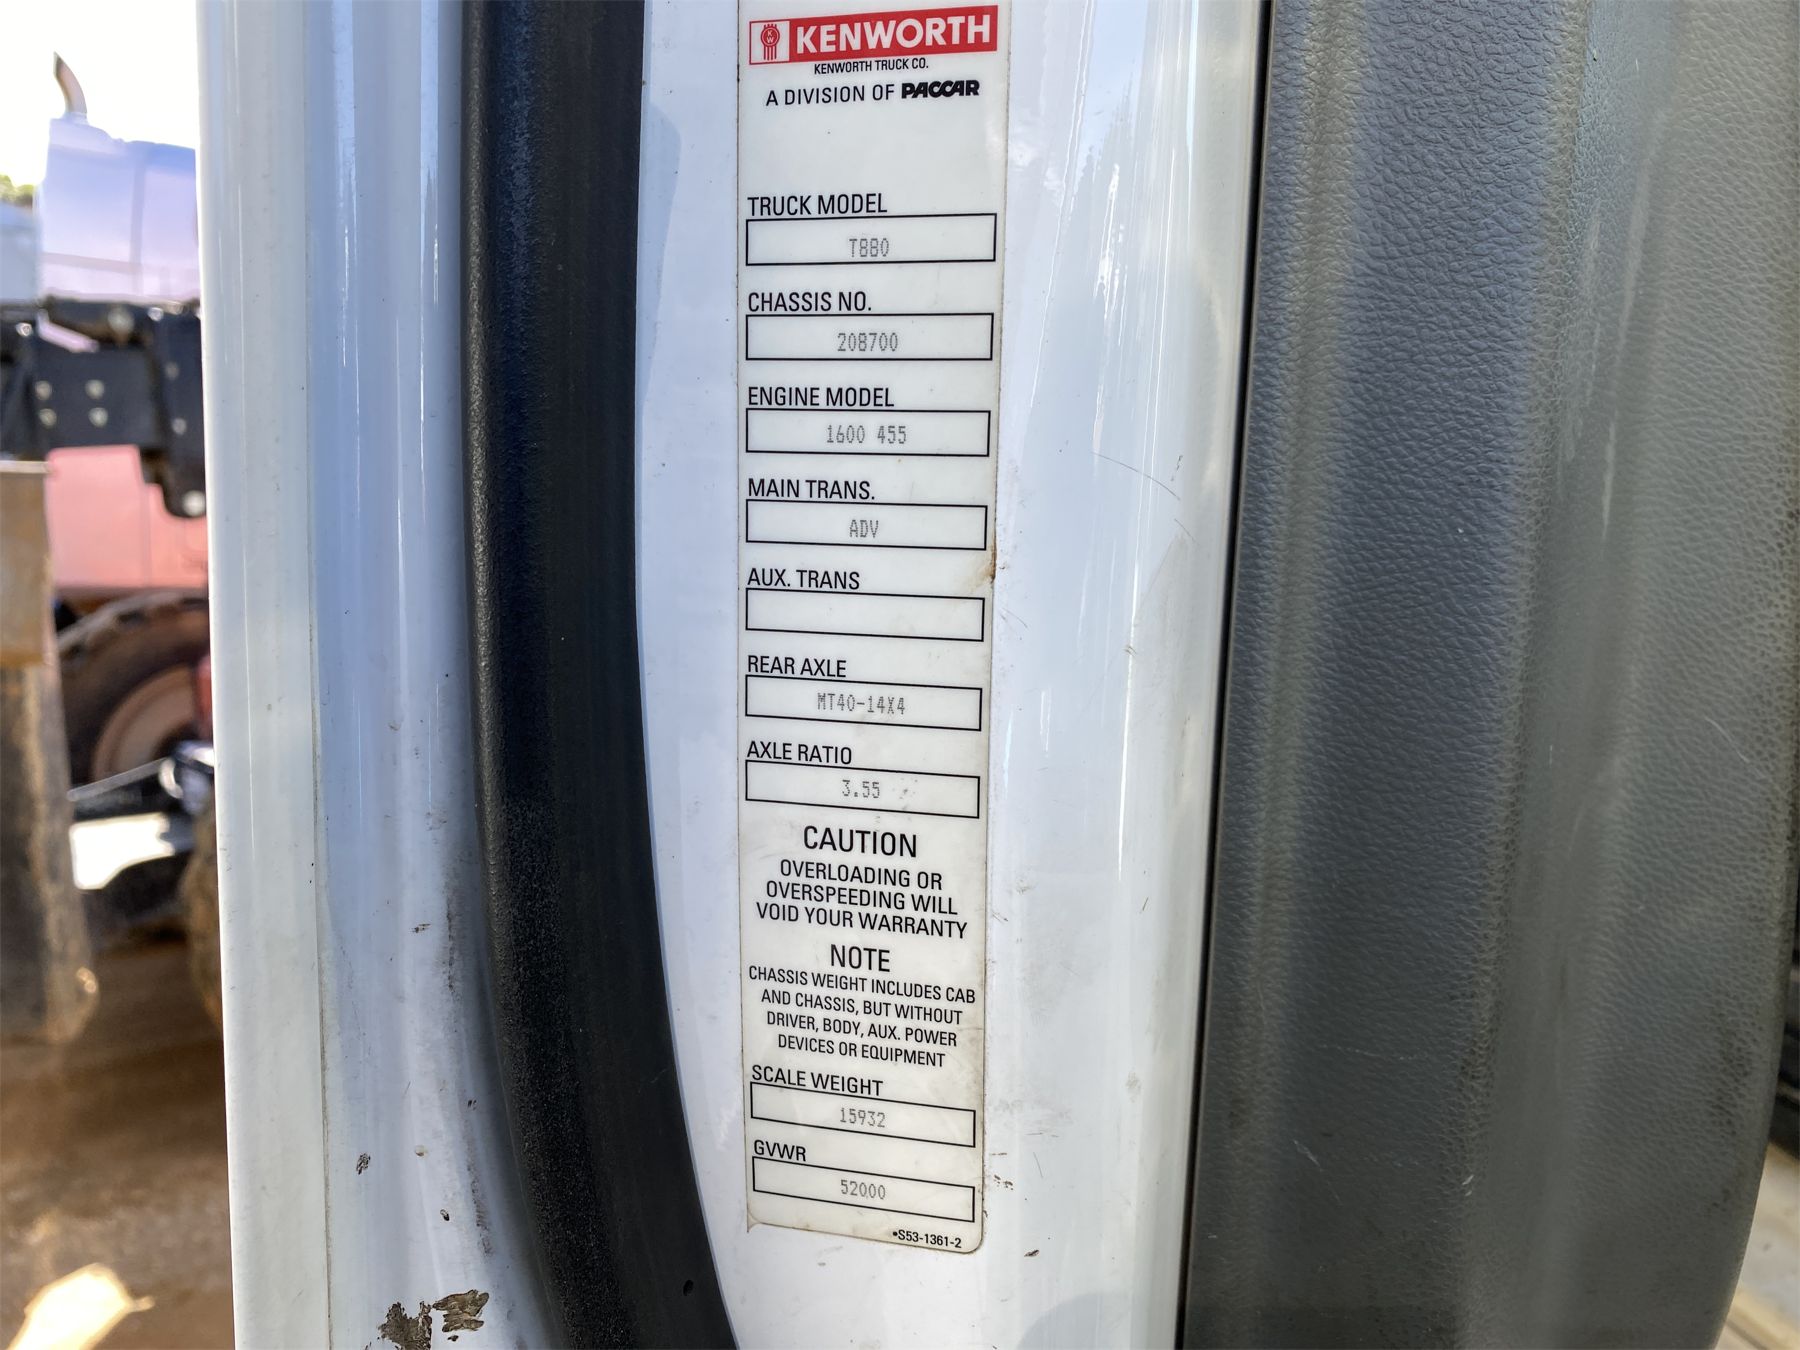 KW KENWORTH
KENWORTH TRUCK CO.
A DIVISION OF PACCAR
TRUCK MODEL
T880
CHASSIS NO.
208700
ENGINE MODEL
1600 455
MAIN TRANS.
ADV
AUX. TRANS
REAR AXLE
MT40-14X4
AXLE RATIO
3.55
CAUTION
OVERLOADING OR
OVERSPEEDING WILL
VOID YOUR WARRANTY
NOTE
CHASSIS WEIGHT INCLUDES CAB
AND CHASSIS, BUT WITHOUT
DRIVER, BODY, AUX. POWER
DEVICES OR EQUIPMENT
SCALE WEIGHT
15932
GVWR
52000
•S53-1361-2